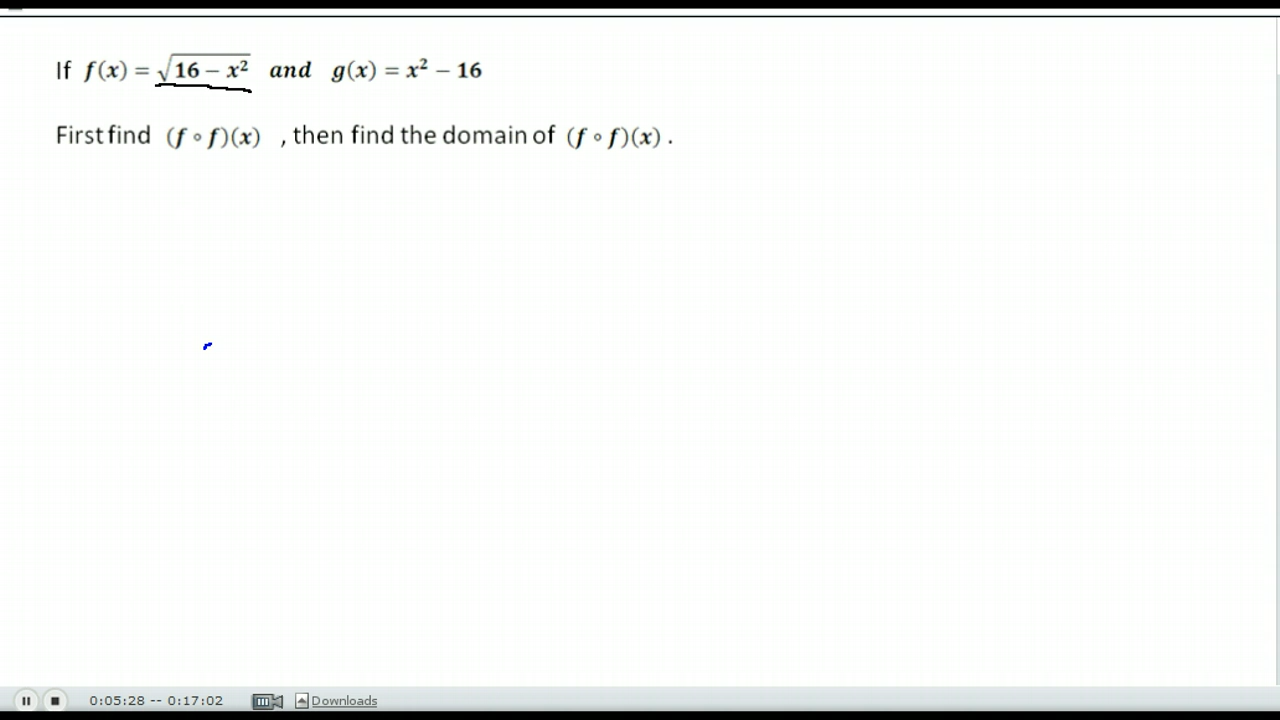 If f(x) = √(16 − x²) and g(x) = x² − 16
First find (f ∘ f)(x) , then find the domain of (f ∘ f)(x) .
0:05:28 -- 0:17:02 Downloads